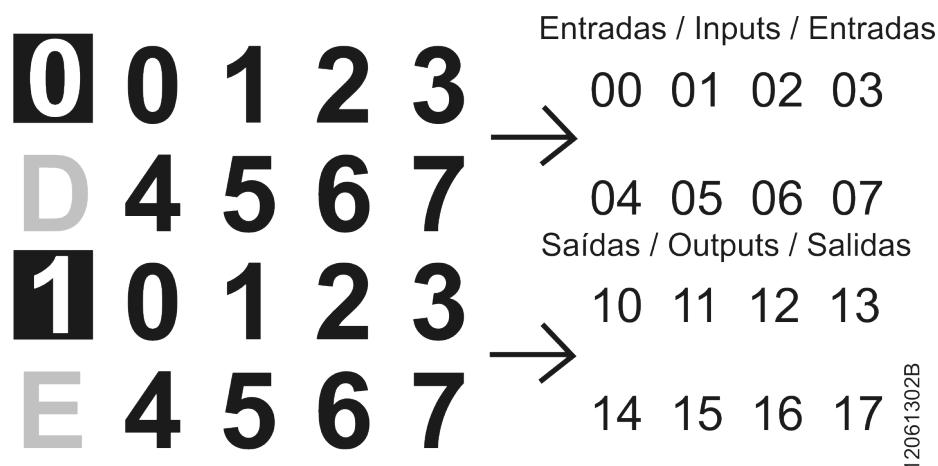 0 0 1 2 3
D 4 5 6 7
1 0 1 2 3
E 4 5 6 7
Entradas / Inputs / Entradas
00 01 02 03
04 05 06 07
Saídas / Outputs / Salidas
10 11 12 13
14 15 16 17
12061302B